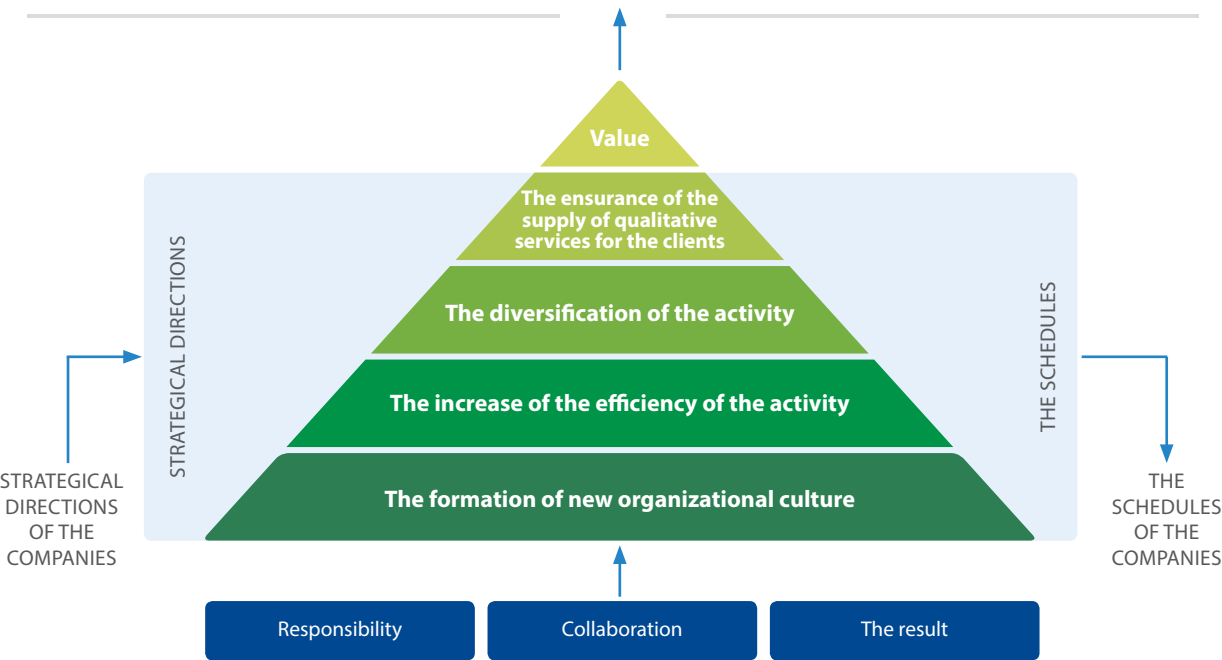 Value
The ensurance of the
supply of qualitative
services for the clients
STRATEGICAL DIRECTIONS
The diversification of the activity
THE SCHEDULES
The increase of the efficiency of the activity
STRATEGICAL
DIRECTIONS
OF THE
COMPANIES
The formation of new organizational culture
THE
SCHEDULES
OF THE
COMPANIES
Responsibility
Collaboration
The result